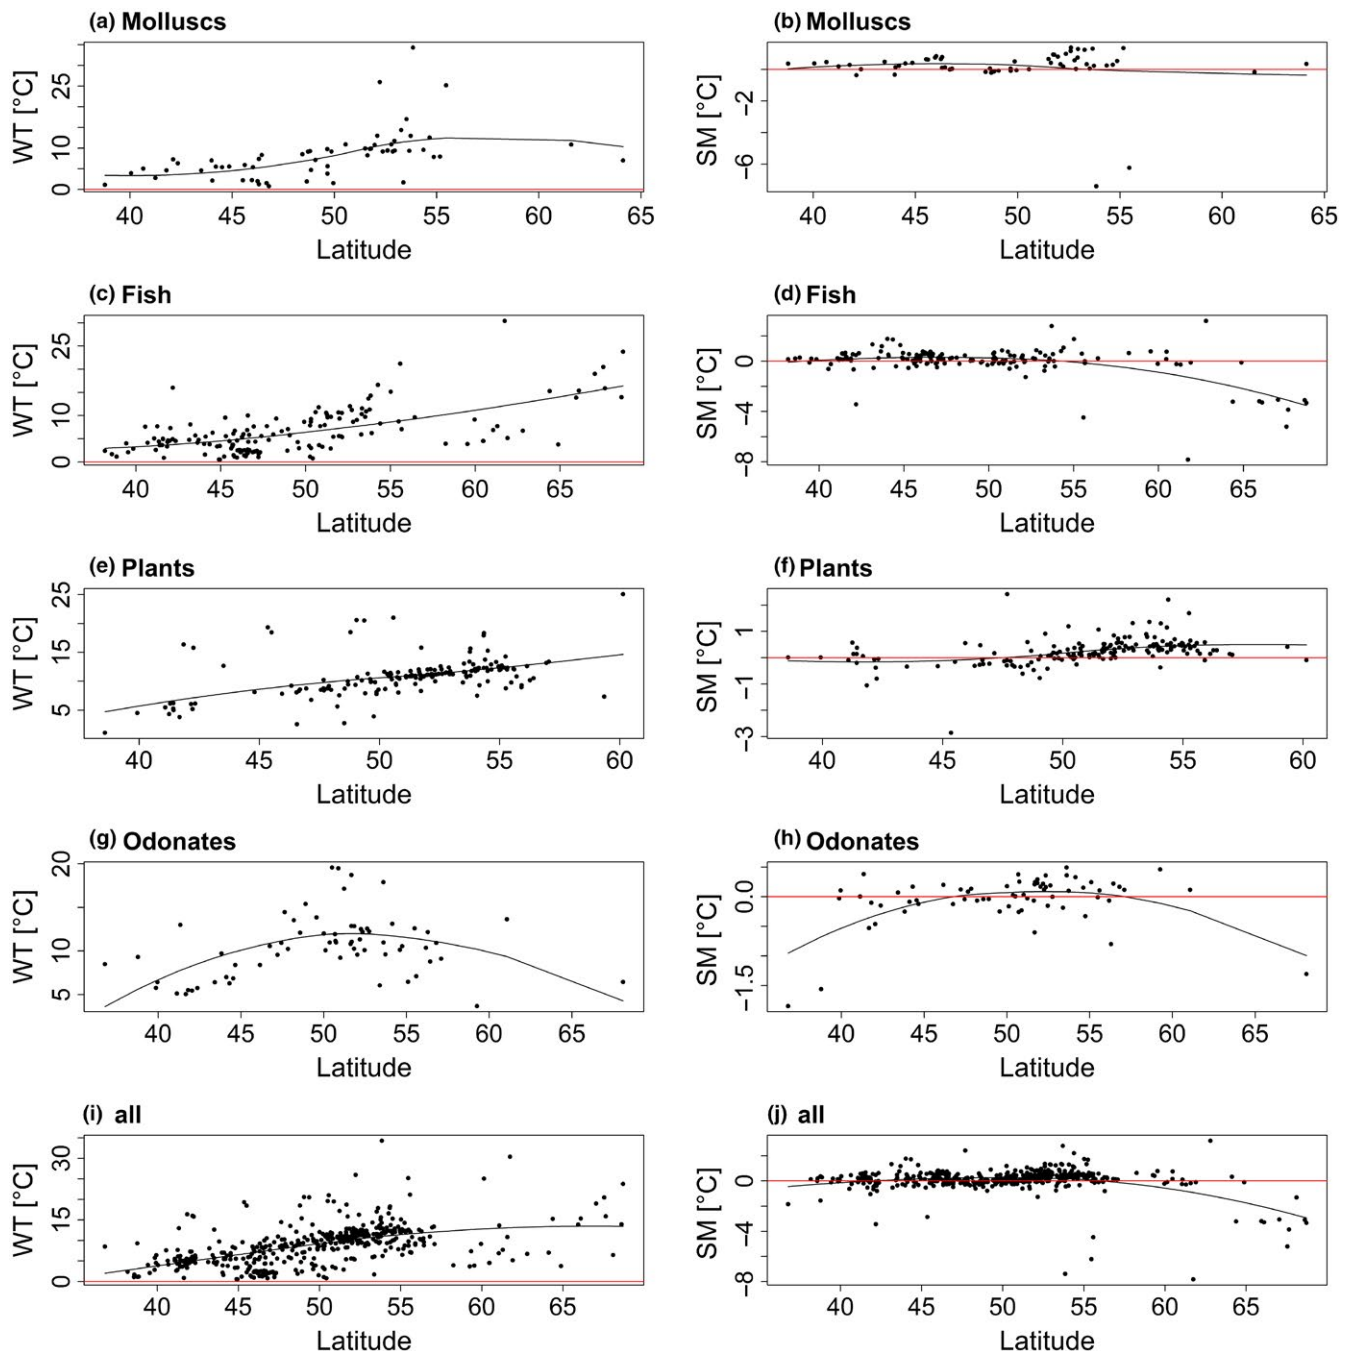 (a) Molluscs
WT [°C]
25
10
0
40 45 50 55 60 65
Latitude
(b) Molluscs
SM [°C]
−2
−6
40 45 50 55 60 65
Latitude
(c) Fish
WT [°C]
25
10
0
40 45 50 55 60 65
Latitude
(d) Fish
SM [°C]
0
−4
−8
40 45 50 55 60 65
Latitude
(e) Plants
WT [°C]
25
15
5
40 45 50 55 60
Latitude
(f) Plants
SM [°C]
1
−1
−3
40 45 50 55 60
Latitude
(g) Odonates
WT [°C]
20
10
5
40 45 50 55 60 65
Latitude
(h) Odonates
SM [°C]
0.0
−1.5
40 45 50 55 60 65
Latitude
(i) all
WT [°C]
30
15
0
40 45 50 55 60 65
Latitude
(j) all
SM [°C]
0
−4
−8
40 45 50 55 60 65
Latitude